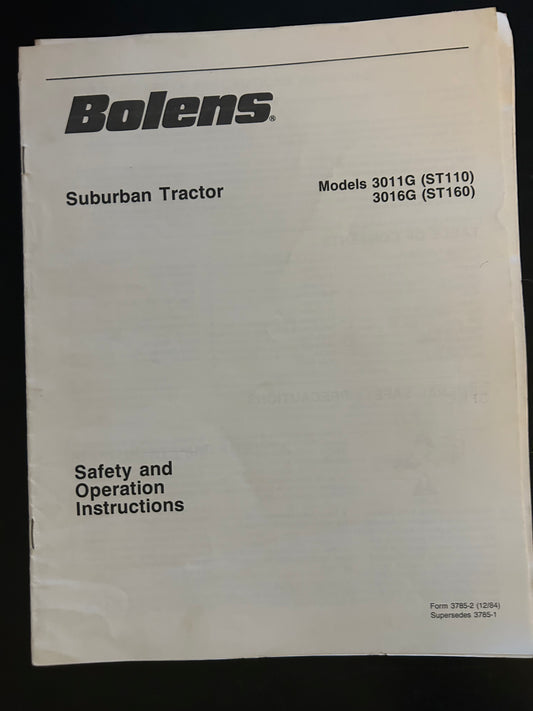 Bolens®
Suburban Tractor
Models 3011G (ST110)
3016G (ST160)
Safety and
Operation
Instructions
Form 3785-2 (12/84)
Supersedes 3785-1